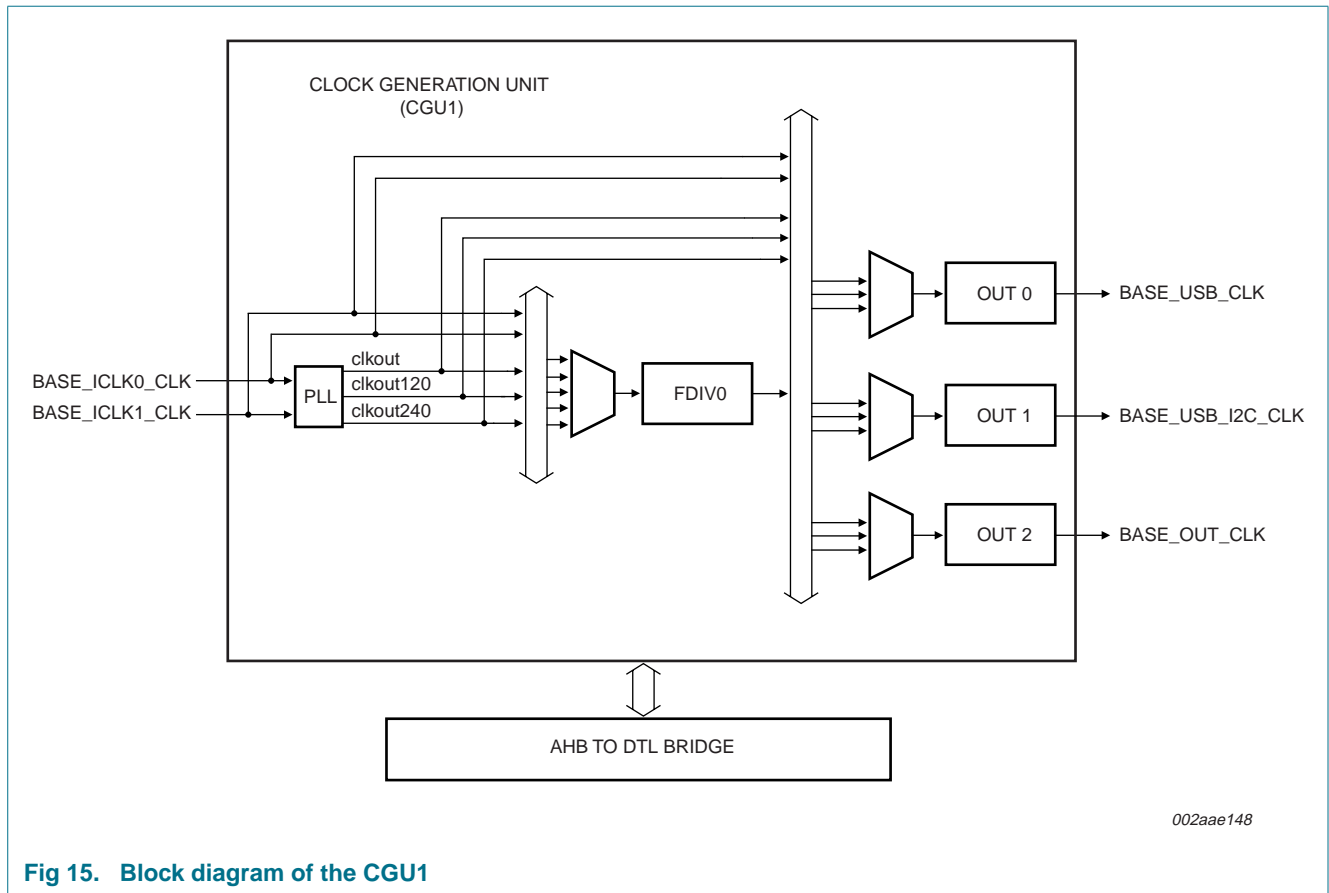 CLOCK GENERATION UNIT
(CGU1)
BASE_ICLK0_CLK
BASE_ICLK1_CLK
PLL
clkout
clkout120
clkout240
FDIV0
OUT 0
BASE_USB_CLK
OUT 1
BASE_USB_I2C_CLK
OUT 2
BASE_OUT_CLK
AHB TO DTL BRIDGE
002aae148
Fig 15. Block diagram of the CGU1